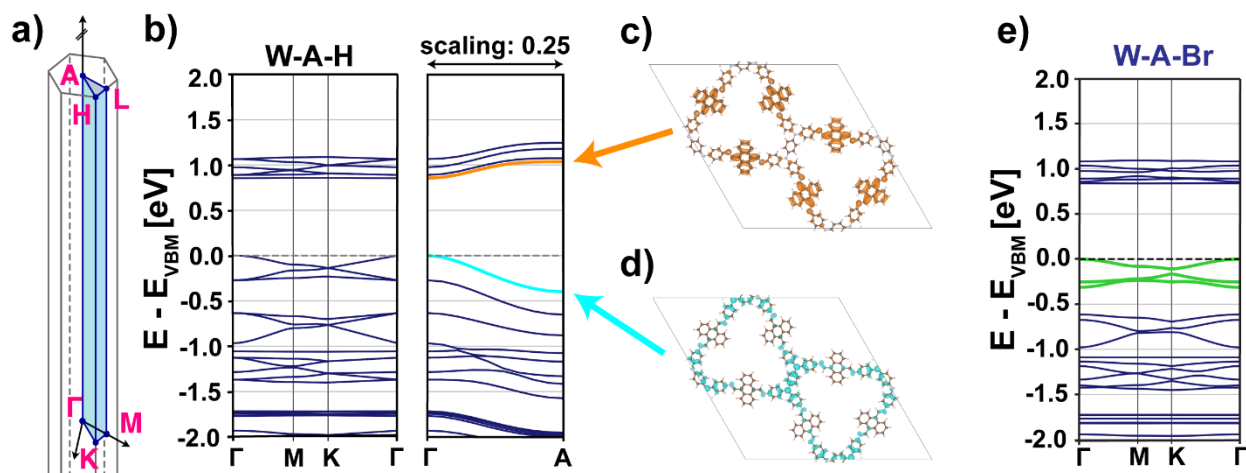 a)
A
H
L
Γ
M
K
b)
W-A-H
scaling: 0.25
E - E_VBM [eV]
2.0
1.5
1.0
0.5
0.0
-0.5
-1.0
-1.5
-2.0
Γ M K Γ
Γ A
c)
d)
e)
W-A-Br
E - E_VBM [eV]
2.0
1.5
1.0
0.5
0.0
-0.5
-1.0
-1.5
-2.0
Γ M K Γ